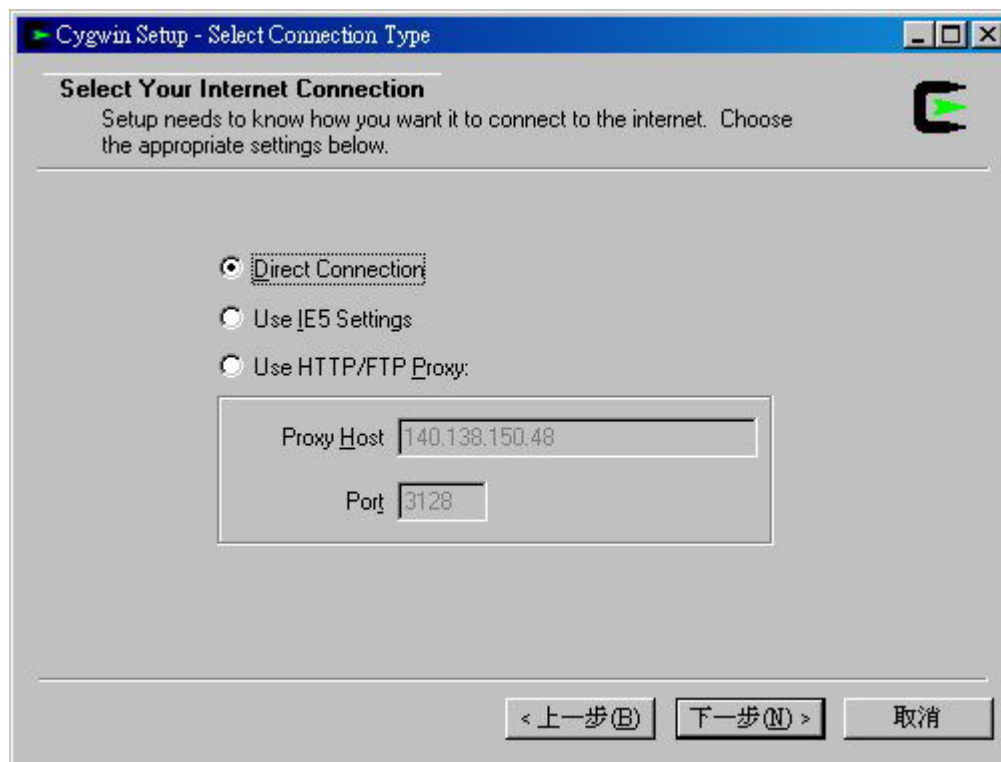 Cygwin Setup - Select Connection Type
Select Your Internet Connection
Setup needs to know how you want it to connect to the internet. Choose
the appropriate settings below.
Direct Connection
Use IE5 Settings
Use HTTP/FTP Proxy:
Proxy Host 140.138.150.48
Port 3128
< 上一步(B) 下一步(N) > 取消